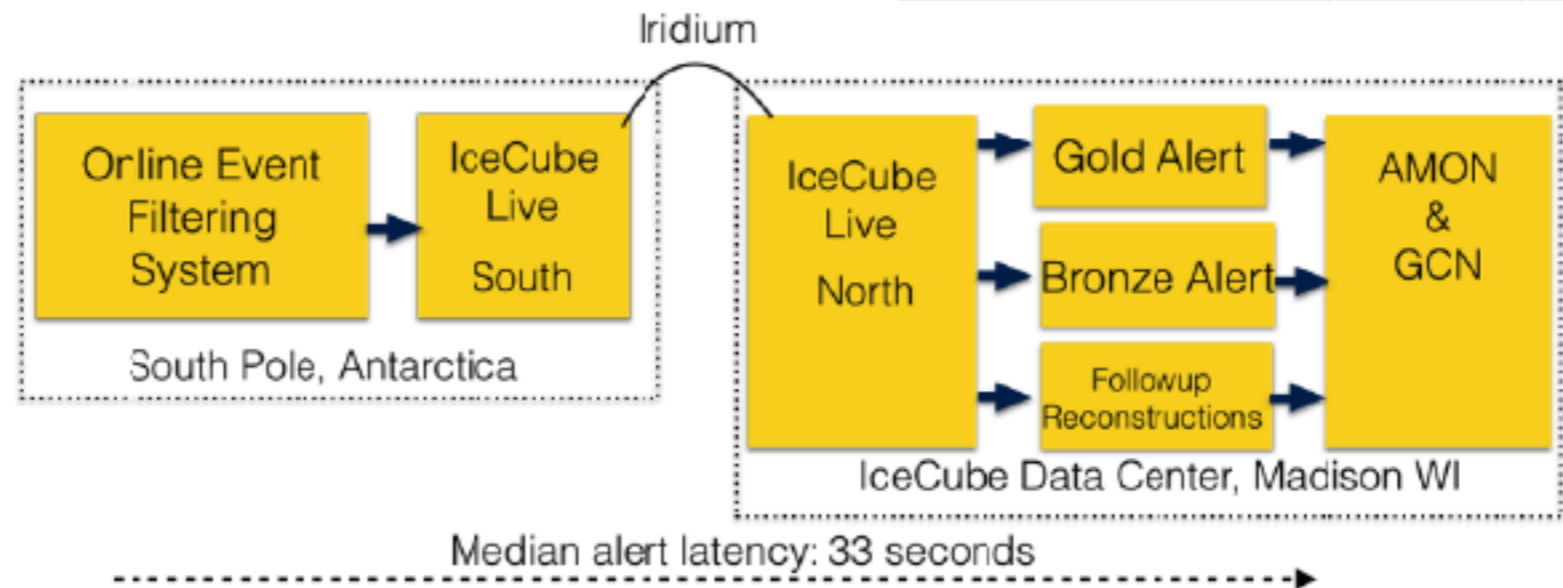 Iridium
Online Event
Filtering
System
IceCube
Live
South
South Pole, Antarctica
IceCube
Live
North
Gold Alert
Bronze Alert
Followup
Reconstructions
AMON
&
GCN
IceCube Data Center, Madison WI
Median alert latency: 33 seconds